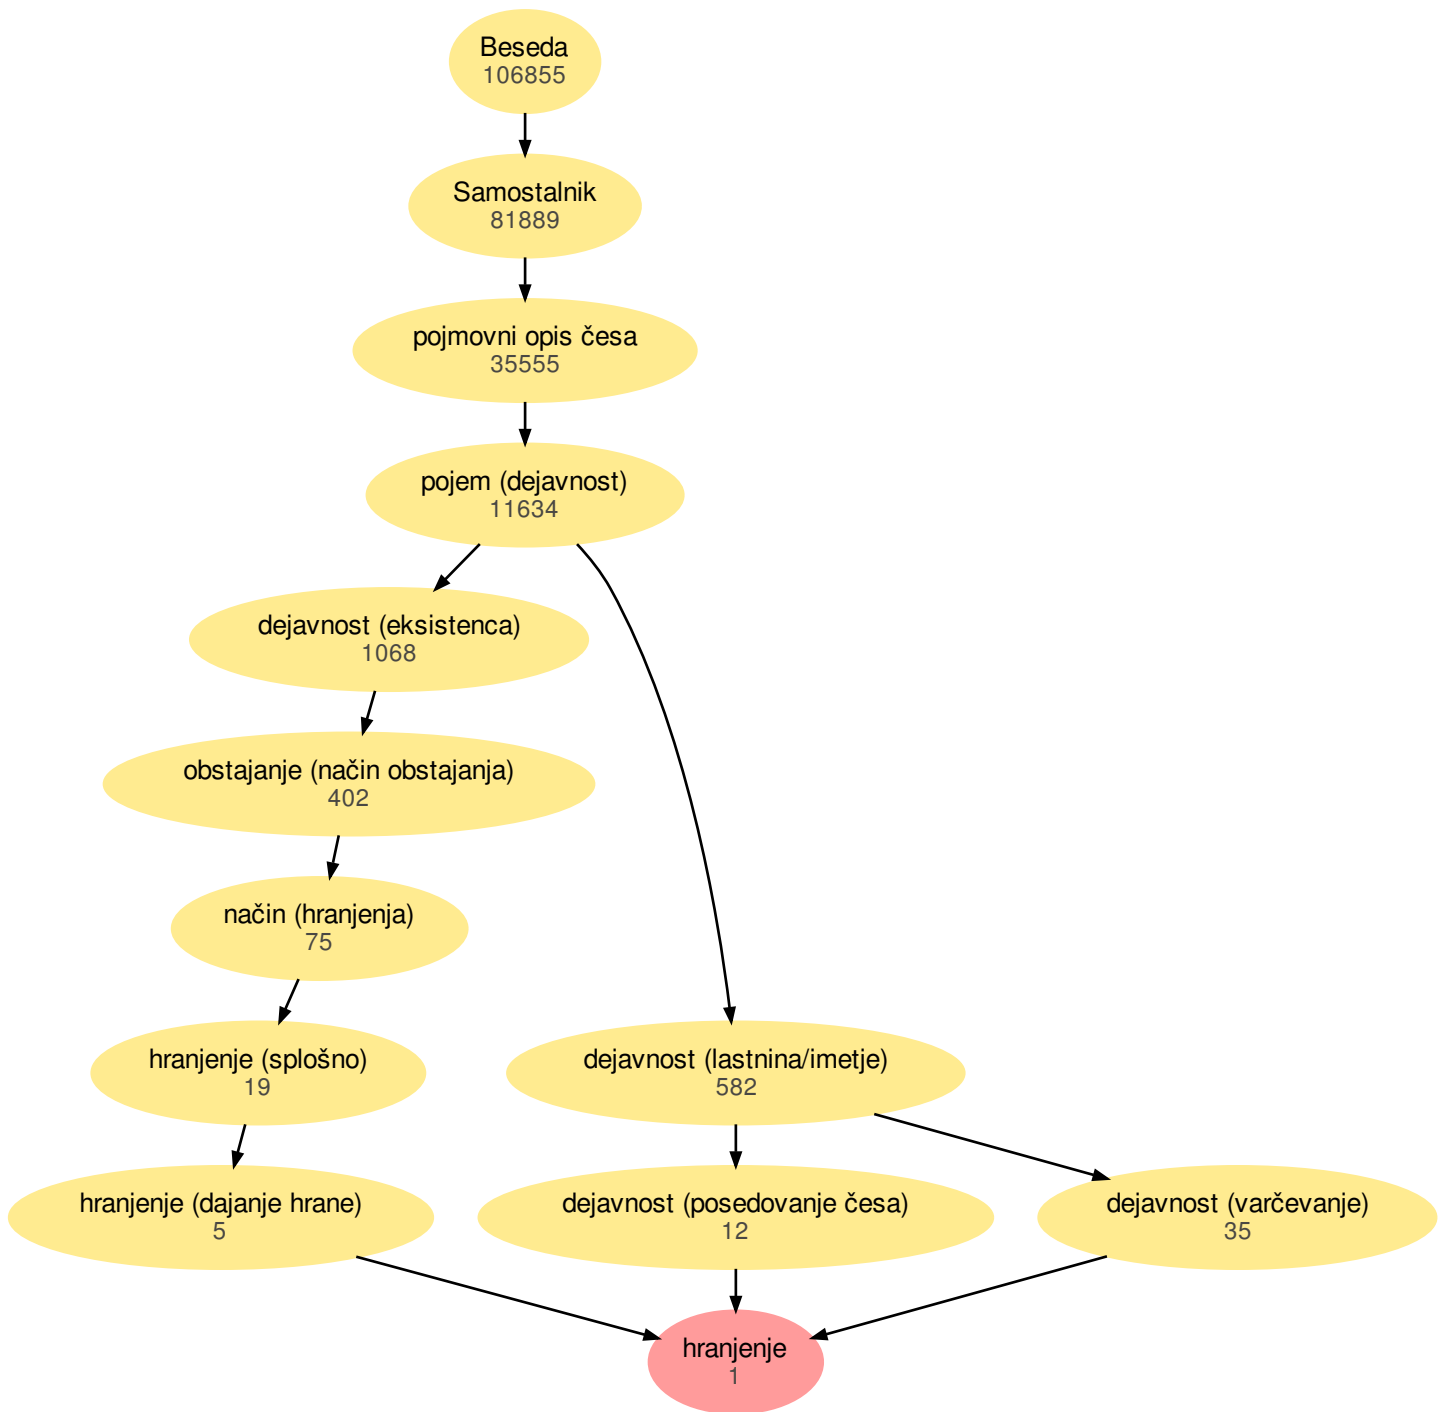 Beseda
106855
Samostalnik
81889
pojmovni opis česa
35555
pojem (dejavnost)
11634
dejavnost (eksistenca)
1068
obstajanje (način obstajanja)
402
način (hranjenja)
75
hranjenje (splošno)
19
dejavnost (lastnina/imetje)
582
hranjenje (dajanje hrane)
5
dejavnost (posedovanje česa)
12
dejavnost (varčevanje)
35
hranjenje
1